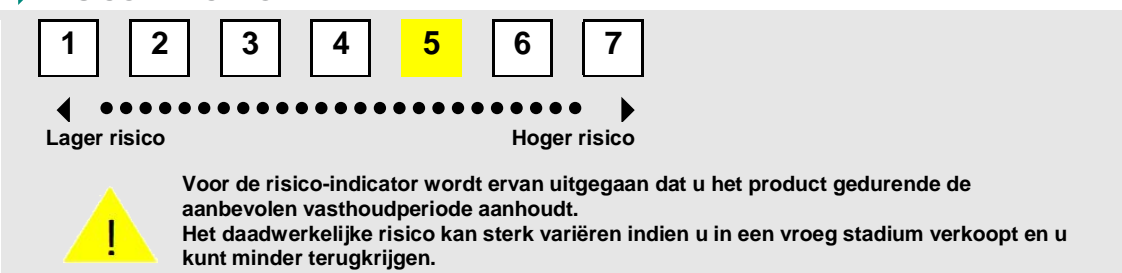 1 2 3 4 5 6 7
Lager risico Hoger risico
Voor de risico-indicator wordt ervan uitgegaan dat u het product gedurende de
aanbevolen vasthoudperiode aanhoudt.
Het daadwerkelijke risico kan sterk variëren indien u in een vroeg stadium verkoopt en u
kunt minder terugkrijgen.